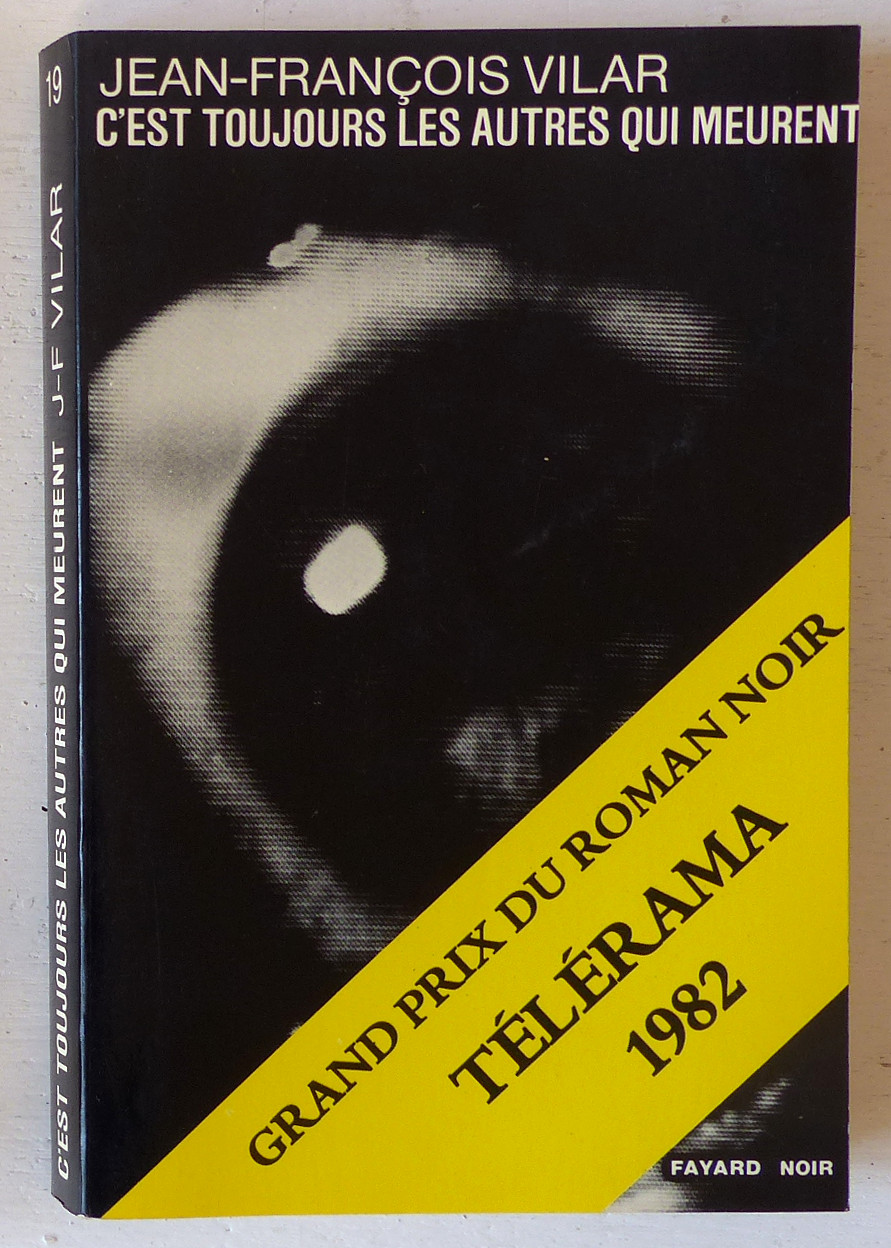 JEAN-FRANÇOIS VILAR
C'EST TOUJOURS LES AUTRES QUI MEURENT
19
C'EST TOUJOURS LES AUTRES QUI MEURENT J-F VILAR
GRAND PRIX DU ROMAN NOIR
TÉLÉRAMA
1982
FAYARD NOIR